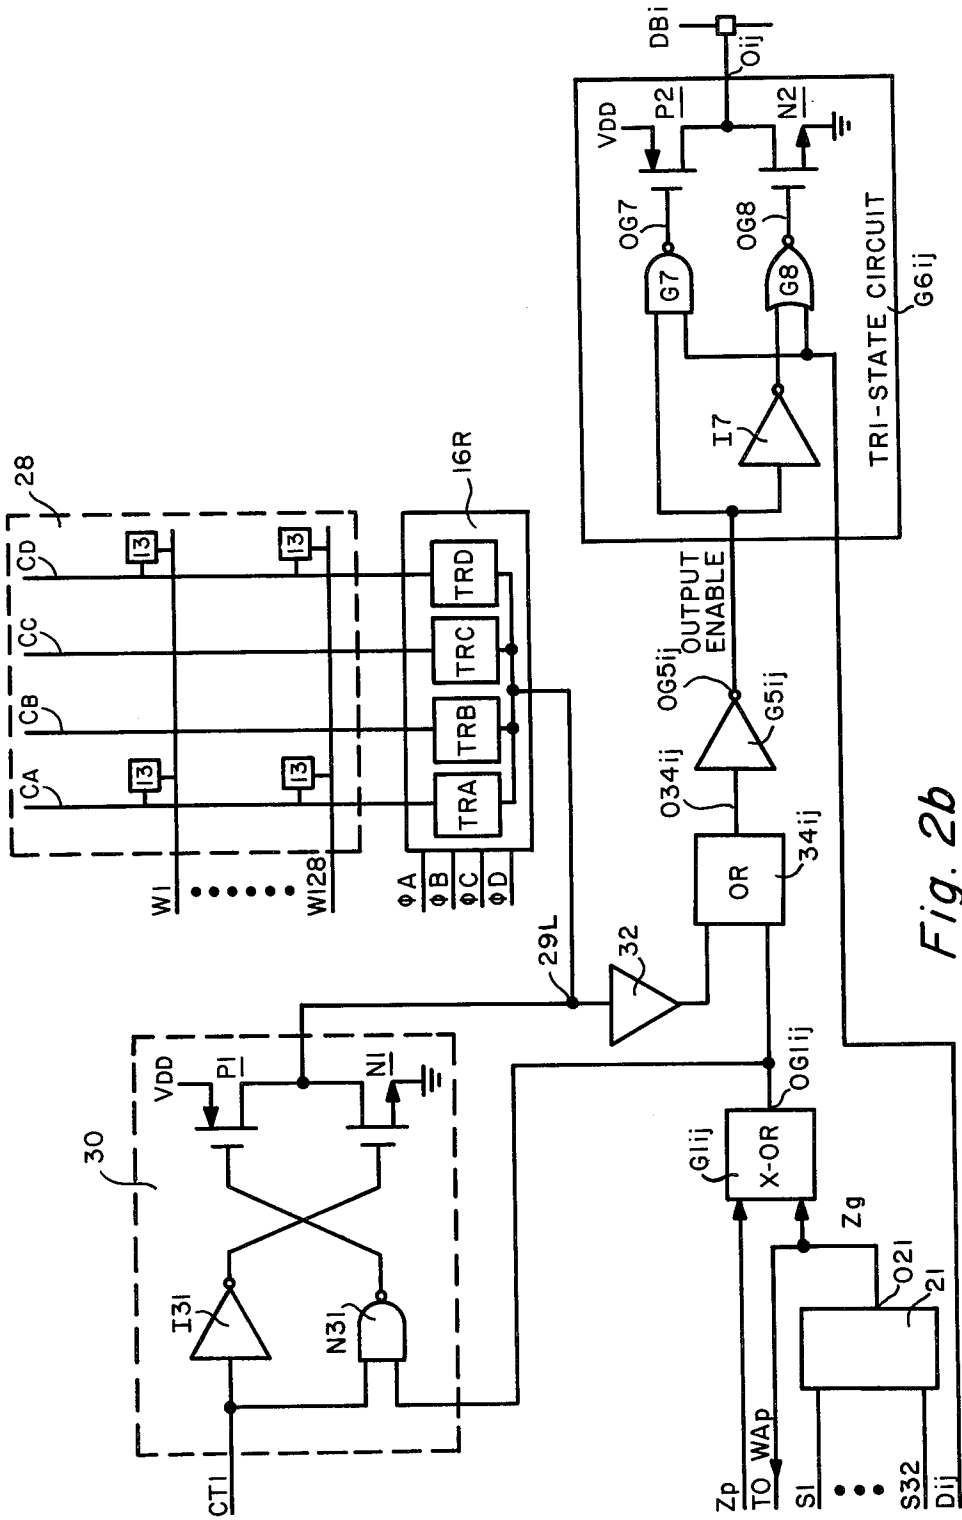 CT1
30
I31
N31
VDD
P1
N1
28
CA
CB
CC
CD
13
13
13
13
W1
W128
16R
TRA
TRB
TRC
TRD
ΦA
ΦB
ΦC
ΦD
29L
32
Zp
TO WAp
S1
S32
Dij
21
O21
Zg
G1ij
X-OR
OG1ij
OR
34ij
O34ij
G5ij
OG5ij
OUTPUT
ENABLE
I7
G7
G8
OG7
OG8
VDD
P2
N2
Oij
DBi
TRI-STATE CIRCUIT
G6ij
Fig. 2b